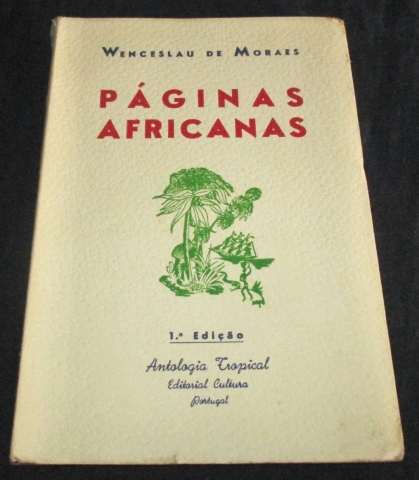 Wenceslau de Moraes
PÁGINAS
AFRICANAS
1.ª Edição
Antologia Tropical
Editorial Cultura
Portugal